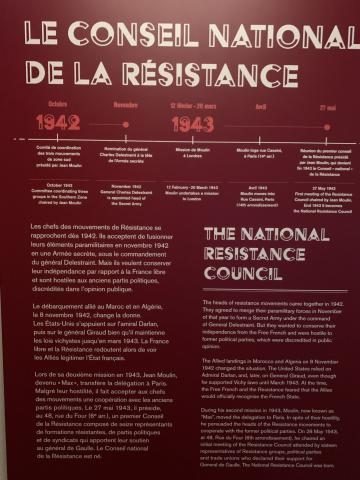 LE CONSEIL NATIONAL
DE LA RÉSISTANCE
Octobre
1942
Comité de coordination
des trois mouvements
de zone sud
présidé par Jean Moulin
Novembre
Nomination du général
Charles Delestraint à la tête
de l'Armée secrète
12 février - 20 mars
1943
Mission de Moulin
à Londres
Avril
Moulin loge rue Cassini,
à Paris (14e arr.)
27 mai
Réunion du premier conseil
de la Résistance présidé
par Jean Moulin, qui devient
fin 1943 le Conseil national
de la Résistance
October 1942
Committee coordinating three
groups in the Southern Zone
chaired by Jean Moulin
November 1942
General Charles Delestraint
is appointed head of
the Secret Army
12 February - 20 March 1943
Moulin undertakes a mission
to London
April 1943
Moulin moves into
Rue Cassini, Paris
(14th arrondissement)
27 May 1943
First meeting of the Resistance
Council chaired by Jean Moulin.
End 1943 it becomes
the National Resistance Council
Les chefs des mouvements de Résistance se
rapprochent dès 1942. Ils acceptent de fusionner
leurs éléments paramilitaires en novembre 1942
en une Armée secrète, sous le commandement
du général Delestraint. Mais ils veulent conserver
leur indépendance par rapport à la France libre
et sont hostiles aux anciens partis politiques,
discrédités dans l'opinion publique.
Le débarquement allié au Maroc et en Algérie,
le 8 novembre 1942, change la donne.
Les États-Unis s'appuient sur l'amiral Darlan,
puis sur le général Giraud bien qu'il maintienne
les lois vichystes jusqu'en mars 1943. La France
libre et la Résistance redoutent alors de voir
les Alliés légitimer l'État français.
Lors de sa deuxième mission en 1943, Jean Moulin,
devenu « Max », transfère la délégation à Paris.
Malgré leur hostilité, il fait accepter aux chefs
des mouvements une coopération avec les anciens
partis politiques. Le 27 mai 1943, il préside,
au 48, rue du Four (6e arr.), un premier Conseil
de la Résistance composé de seize représentants
de formations résistantes, de partis politiques
et de syndicats qui apportent leur soutien
au général de Gaulle. Le Conseil national
de la Résistance est né.
THE NATIONAL
RESISTANCE
COUNCIL
The heads of resistance movements came together in 1942.
They agreed to merge their paramilitary forces in November
of that year to form a Secret Army under the command
of General Delestraint. But they wanted to conserve their
independence from the Free French and were hostile to
former political parties, which were discredited in public
opinion.
The Allied landings in Morocco and Algeria on 8 November
1942 changed the situation. The United States relied on
Admiral Darlan, and, later, on General Giraud, even though
he supported Vichy laws until March 1943. At the time,
the Free French and the Resistance feared that the Allies
would officially recognise the French State.
During his second mission in 1943, Moulin, now known as
"Max", moved the delegation to Paris. In spite of their hostility,
he persuaded the heads of the Resistance movements to
cooperate with the former political parties. On 26 May 1943,
at 48, Rue du Four (6th arrondissement), he chaired an
initial meeting of the Resistance Council attended by sixteen
representatives of Resistance groups, political parties
and trade unions who declared their support for
General de Gaulle. The National Resistance Council was born.